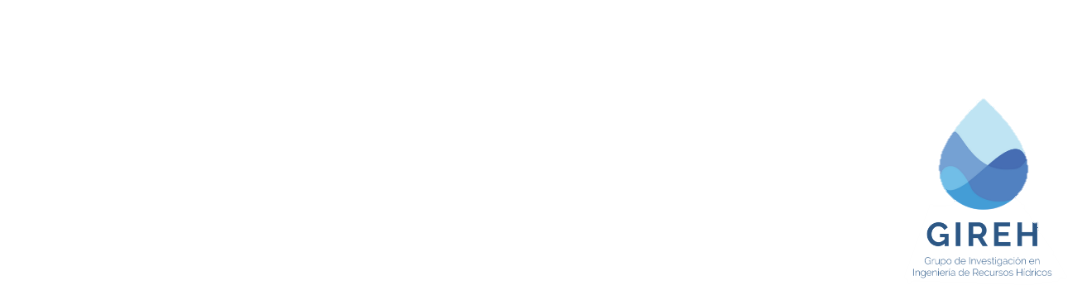 GIREH
Grupo de Investigación en
Ingeniería de Recursos Hídricos